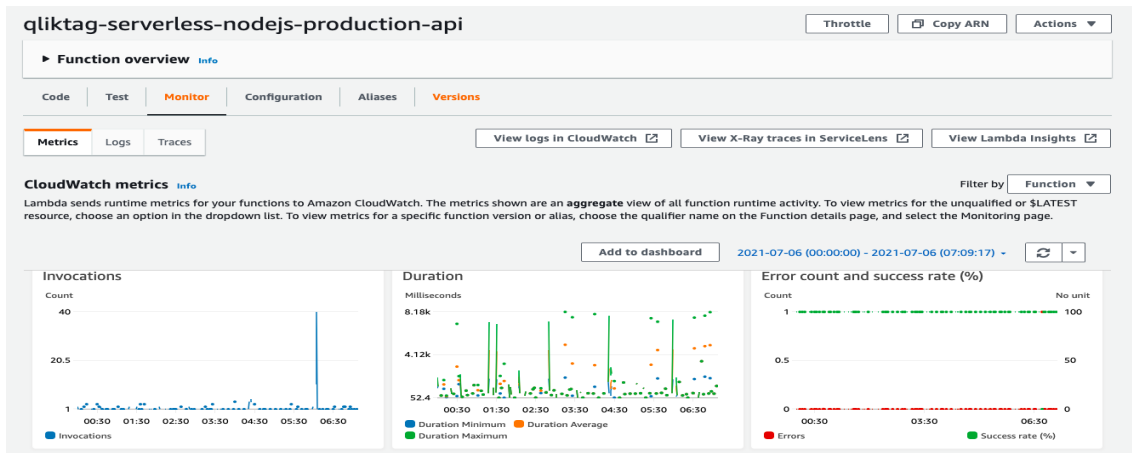 qliktag-serverless-nodejs-production-api
Throttle
Copy ARN
Actions
Function overview Info
Code
Test
Monitor
Configuration
Aliases
Versions
Metrics
Logs
Traces
View logs in CloudWatch
View X-Ray traces in ServiceLens
View Lambda Insights
CloudWatch metrics Info
Filter by
Function
Lambda sends runtime metrics for your functions to Amazon CloudWatch. The metrics shown are an aggregate view of all function runtime activity. To view metrics for the unqualified or $LATEST
resource, choose an option in the dropdown list. To view metrics for a specific function version or alias, choose the qualifier name on the Function details page, and select the Monitoring page.
Add to dashboard
2021-07-06 (00:00:00) - 2021-07-06 (07:09:17)
Invocations
Count
40
20.5
1
00:30 01:30 02:30 03:30 04:30 05:30 06:30
Invocations
Duration
Milliseconds
8.18k
4.12k
52.4
00:30 01:30 02:30 03:30 04:30 05:30 06:30
Duration Minimum Duration Average
Duration Maximum
Error count and success rate (%)
Count No unit
1 100
0.5 50
0 0
00:30 03:30 06:30
Errors Success rate (%)